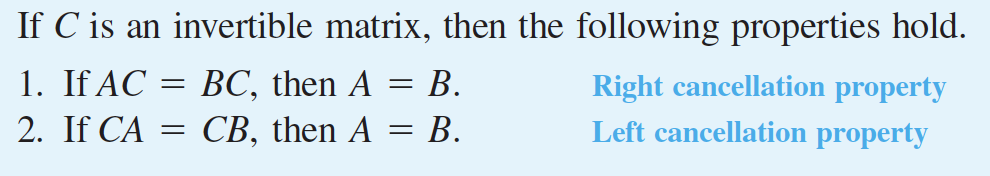 If C is an invertible matrix, then the following properties hold.
1. If AC = BC, then A = B. Right cancellation property
2. If CA = CB, then A = B. Left cancellation property